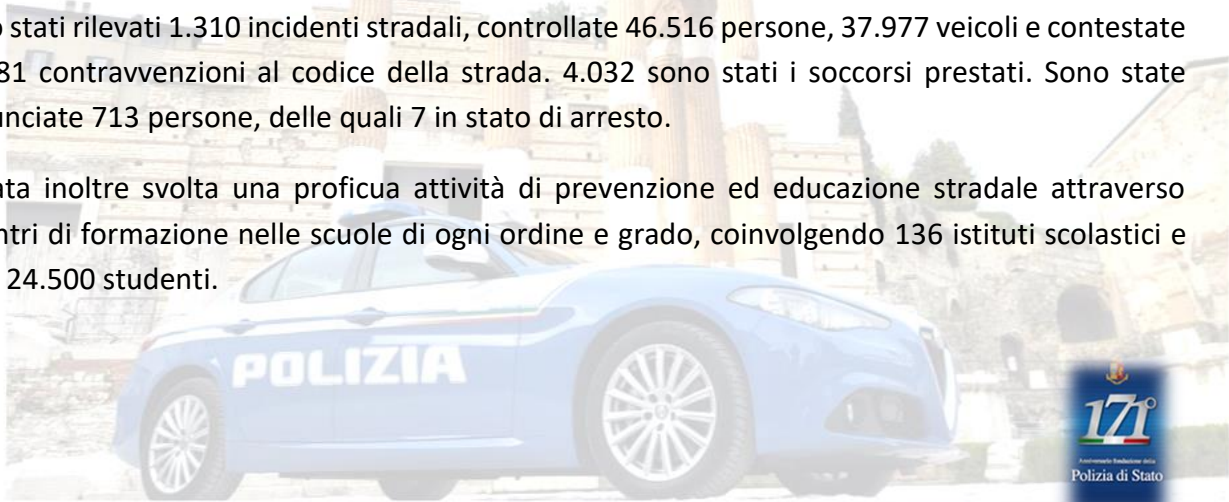 stati rilevati 1.310 incidenti stradali, controllate 46.516 persone, 37.977 veicoli e contestate
81 contravvenzioni al codice della strada. 4.032 sono stati i soccorsi prestati. Sono state
unciate 713 persone, delle quali 7 in stato di arresto.
ata inoltre svolta una proficua attività di prevenzione ed educazione stradale attraverso
ntri di formazione nelle scuole di ogni ordine e grado, coinvolgendo 136 istituti scolastici e
24.500 studenti.
POLIZIA
171°
Anniversario fondazione della
Polizia di Stato